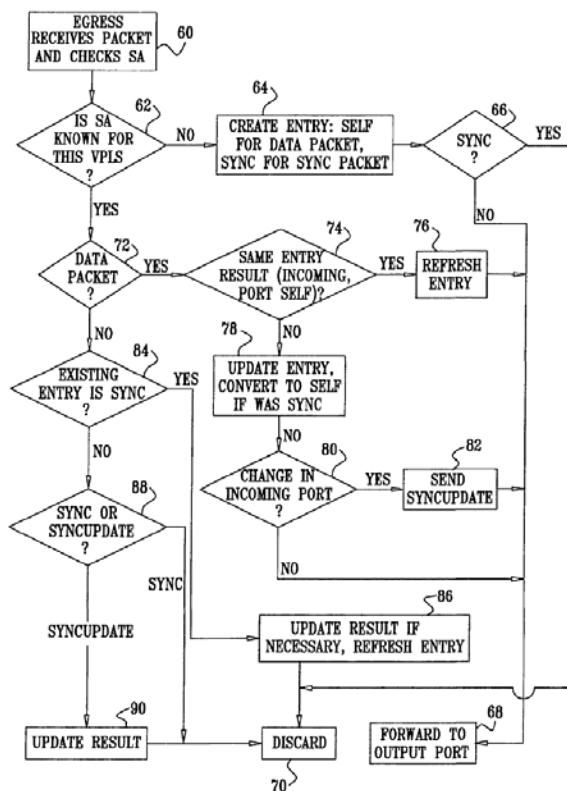 EGRESS
RECEIVES PACKET
AND CHECKS SA
60
IS SA
KNOWN FOR
THIS VPLS
?
62
NO
YES
64
CREATE ENTRY: SELF
FOR DATA PACKET,
SYNC FOR SYNC PACKET
66
SYNC
?
YES
NO
72
DATA
PACKET
?
YES
NO
74
SAME ENTRY
RESULT (INCOMING,
PORT SELF)?
YES
NO
76
REFRESH
ENTRY
78
UPDATE ENTRY,
CONVERT TO SELF
IF WAS SYNC
NO
84
EXISTING
ENTRY IS SYNC
?
YES
NO
80
CHANGE IN
INCOMING PORT
?
YES
NO
82
SEND
SYNCUPDATE
88
SYNC OR
SYNCUPDATE
?
SYNC
SYNCUPDATE
86
UPDATE RESULT IF
NECESSARY, REFRESH ENTRY
90
UPDATE RESULT
DISCARD
70
68
FORWARD TO
OUTPUT PORT